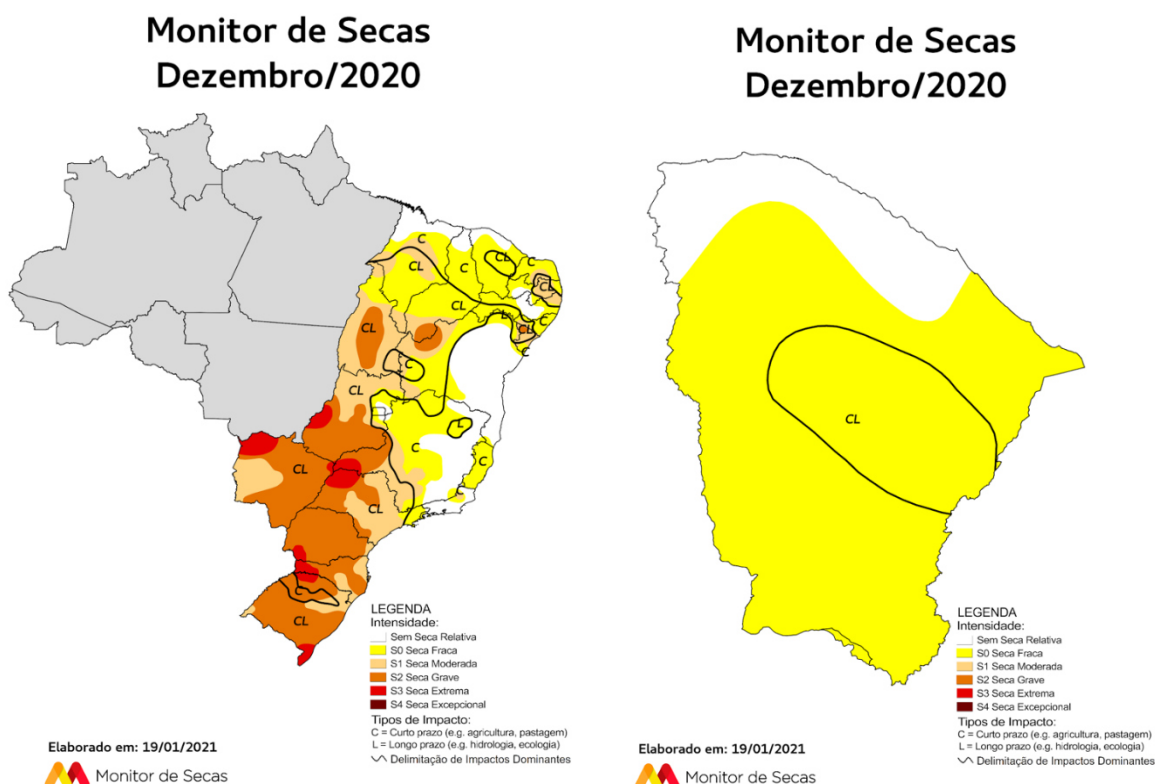 Monitor de Secas
Dezembro/2020
C
CL
C
CL
C
CL
CL
C
L
CL
C
CL
C
CL
L
C
C
CL
C
CL
C
CL
LEGENDA
Intensidade:
Sem Seca Relativa
S0 Seca Fraca
S1 Seca Moderada
S2 Seca Grave
S3 Seca Extrema
S4 Seca Excepcional
Tipos de Impacto:
C = Curto prazo (e.g. agricultura, pastagem)
L = Longo prazo (e.g. hidrologia, ecologia)
Delimitação de Impactos Dominantes
Elaborado em: 19/01/2021
Monitor de Secas
Monitor de Secas
Dezembro/2020
CL
LEGENDA
Intensidade:
Sem Seca Relativa
S0 Seca Fraca
S1 Seca Moderada
S2 Seca Grave
S3 Seca Extrema
S4 Seca Excepcional
Tipos de Impacto:
C = Curto prazo (e.g. agricultura, pastagem)
L = Longo prazo (e.g. hidrologia, ecologia)
Delimitação de Impactos Dominantes
Elaborado em: 19/01/2021
Monitor de Secas